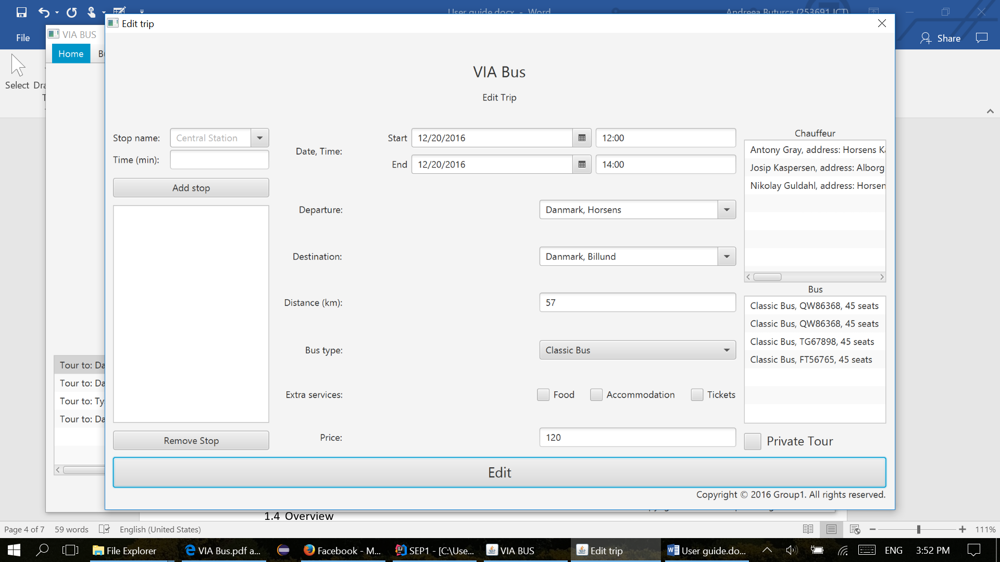 User guide.docx - Word
Andreea Buturca (253691 ICT)
File
Share
Select
Edit trip
VIA BUS
Home
VIA Bus
Edit Trip
Stop name:
Central Station
Time (min):
Add stop
Remove Stop
Date, Time:
Start
12/20/2016
12:00
End
12/20/2016
14:00
Departure:
Danmark, Horsens
Destination:
Danmark, Billund
Distance (km):
57
Bus type:
Classic Bus
Extra services:
Food
Accommodation
Tickets
Price:
120
Chauffeur
Antony Gray, address: Horsens
Josip Kaspersen, address: Alborg
Nikolay Guldahl, address: Horsen
Bus
Classic Bus, QW86368, 45 seats
Classic Bus, QW86368, 45 seats
Classic Bus, TG67898, 45 seats
Classic Bus, FT56765, 45 seats
Private Tour
Edit
Copyright © 2016 Group1. All rights reserved.
Tour to: Da
Tour to: Da
Tour to: Ty
Tour to: Da
1.4 Overview
Page 4 of 7
59 words
English (United States)
111%
File Explorer
VIA Bus.pdf a...
Facebook - M...
SEP1 - [C:\Use...
VIA BUS
Edit trip
User guide.do...
ENG
3:52 PM